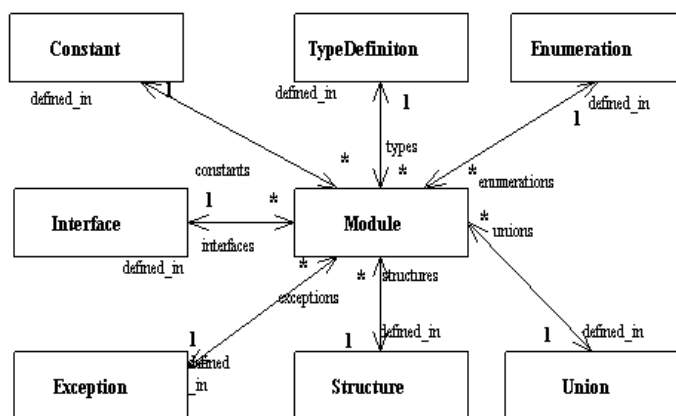 Constant
TypeDefiniton
Enumeration
defined_in
1
defined_in
1
1
defined_in
*
types
*
*
enumerations
constants
1
*
*
unions
Interface
Module
interfaces
defined_in
*
*
structures
exceptions
1
defined
_in
1
defined_in
1
defined_in
Exception
Structure
Union